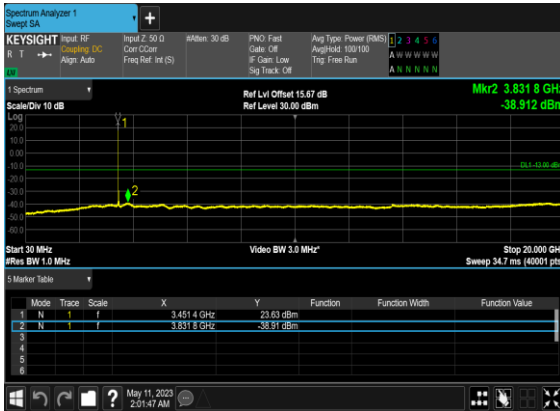 Spectrum Analyzer 1
Swept SA
KEYSIGHT Input: RF Input Z: 50 Ω #Atten: 30 dB PNO: Fast Avg Type: Power (RMS) 1 2 3 4 5 6
R T Coupling: DC Corr CCorr Gate: Off Avg|Hold: 100/100 A W W W W W
Align: Auto Freq Ref: Int (S) IF Gain: Low Trig: Free Run
Sig Track: Off A N N N N N
1 Spectrum Ref Lvl Offset 15.67 dB Mkr2 3.831 8 GHz
Scale/Div 10 dB Ref Level 30.00 dBm -38.912 dBm
Log
20.0
10.0
0.00
-10.0
-20.0
-30.0
-40.0
-50.0
-60.0
1
2
DL1 -13.00 dBm
Start 30 MHz Video BW 3.0 MHz* Stop 20.000 GHz
#Res BW 1.0 MHz Sweep 34.7 ms (40001 pts)
5 Marker Table
Mode Trace Scale X Y Function Function Width Function Value
1 N 1 f 3.451 4 GHz 23.63 dBm
2 N 1 f 3.831 8 GHz -38.91 dBm
3
4
5
6
May 11, 2023
2:01:47 AM